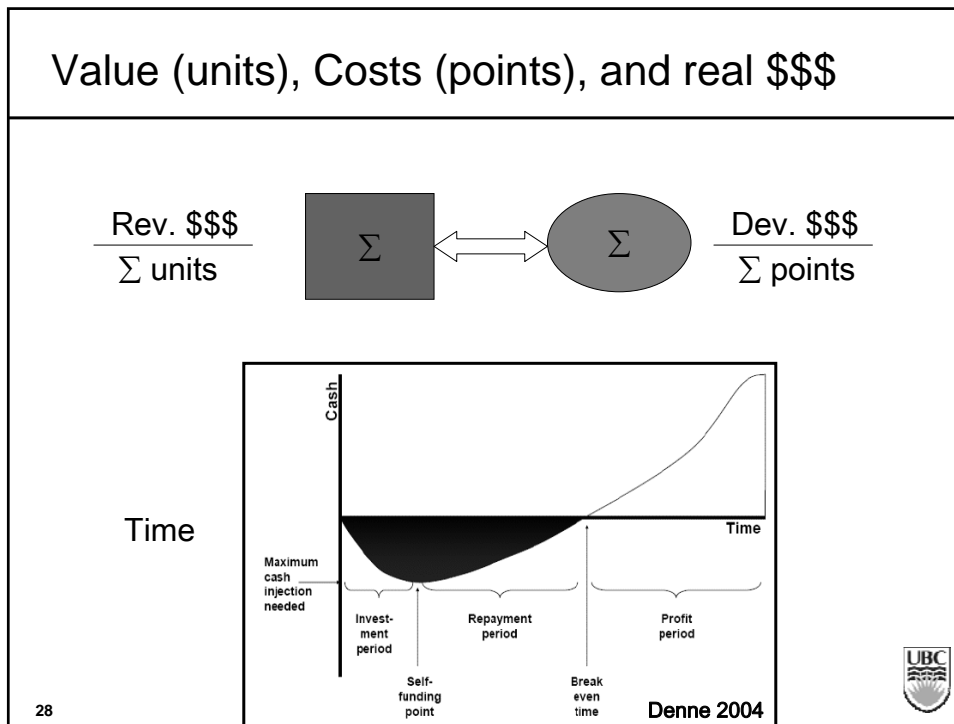 Value (units), Costs (points), and real $$$
Rev. $$$
∑ units
∑
∑
Dev. $$$
∑ points
Time
Cash
Time
Maximum
cash
injection
needed
Invest-
ment
period
Repayment
period
Profit
period
Self-
funding
point
Break
even
time
Denne 2004
UBC
28